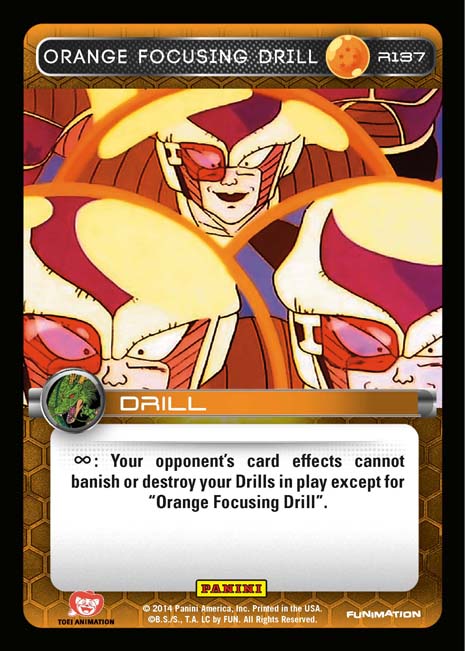 ORANGE FOCUSING DRILL R137
DRILL
∞: Your opponent's card effects cannot
banish or destroy your Drills in play except for
"Orange Focusing Drill".
PANINI
© 2014 Panini America, Inc. Printed in the USA.
TOEI ANIMATION ©B.S./S., T.A. LC by FUN. All Rights Reserved. FUNIMATION